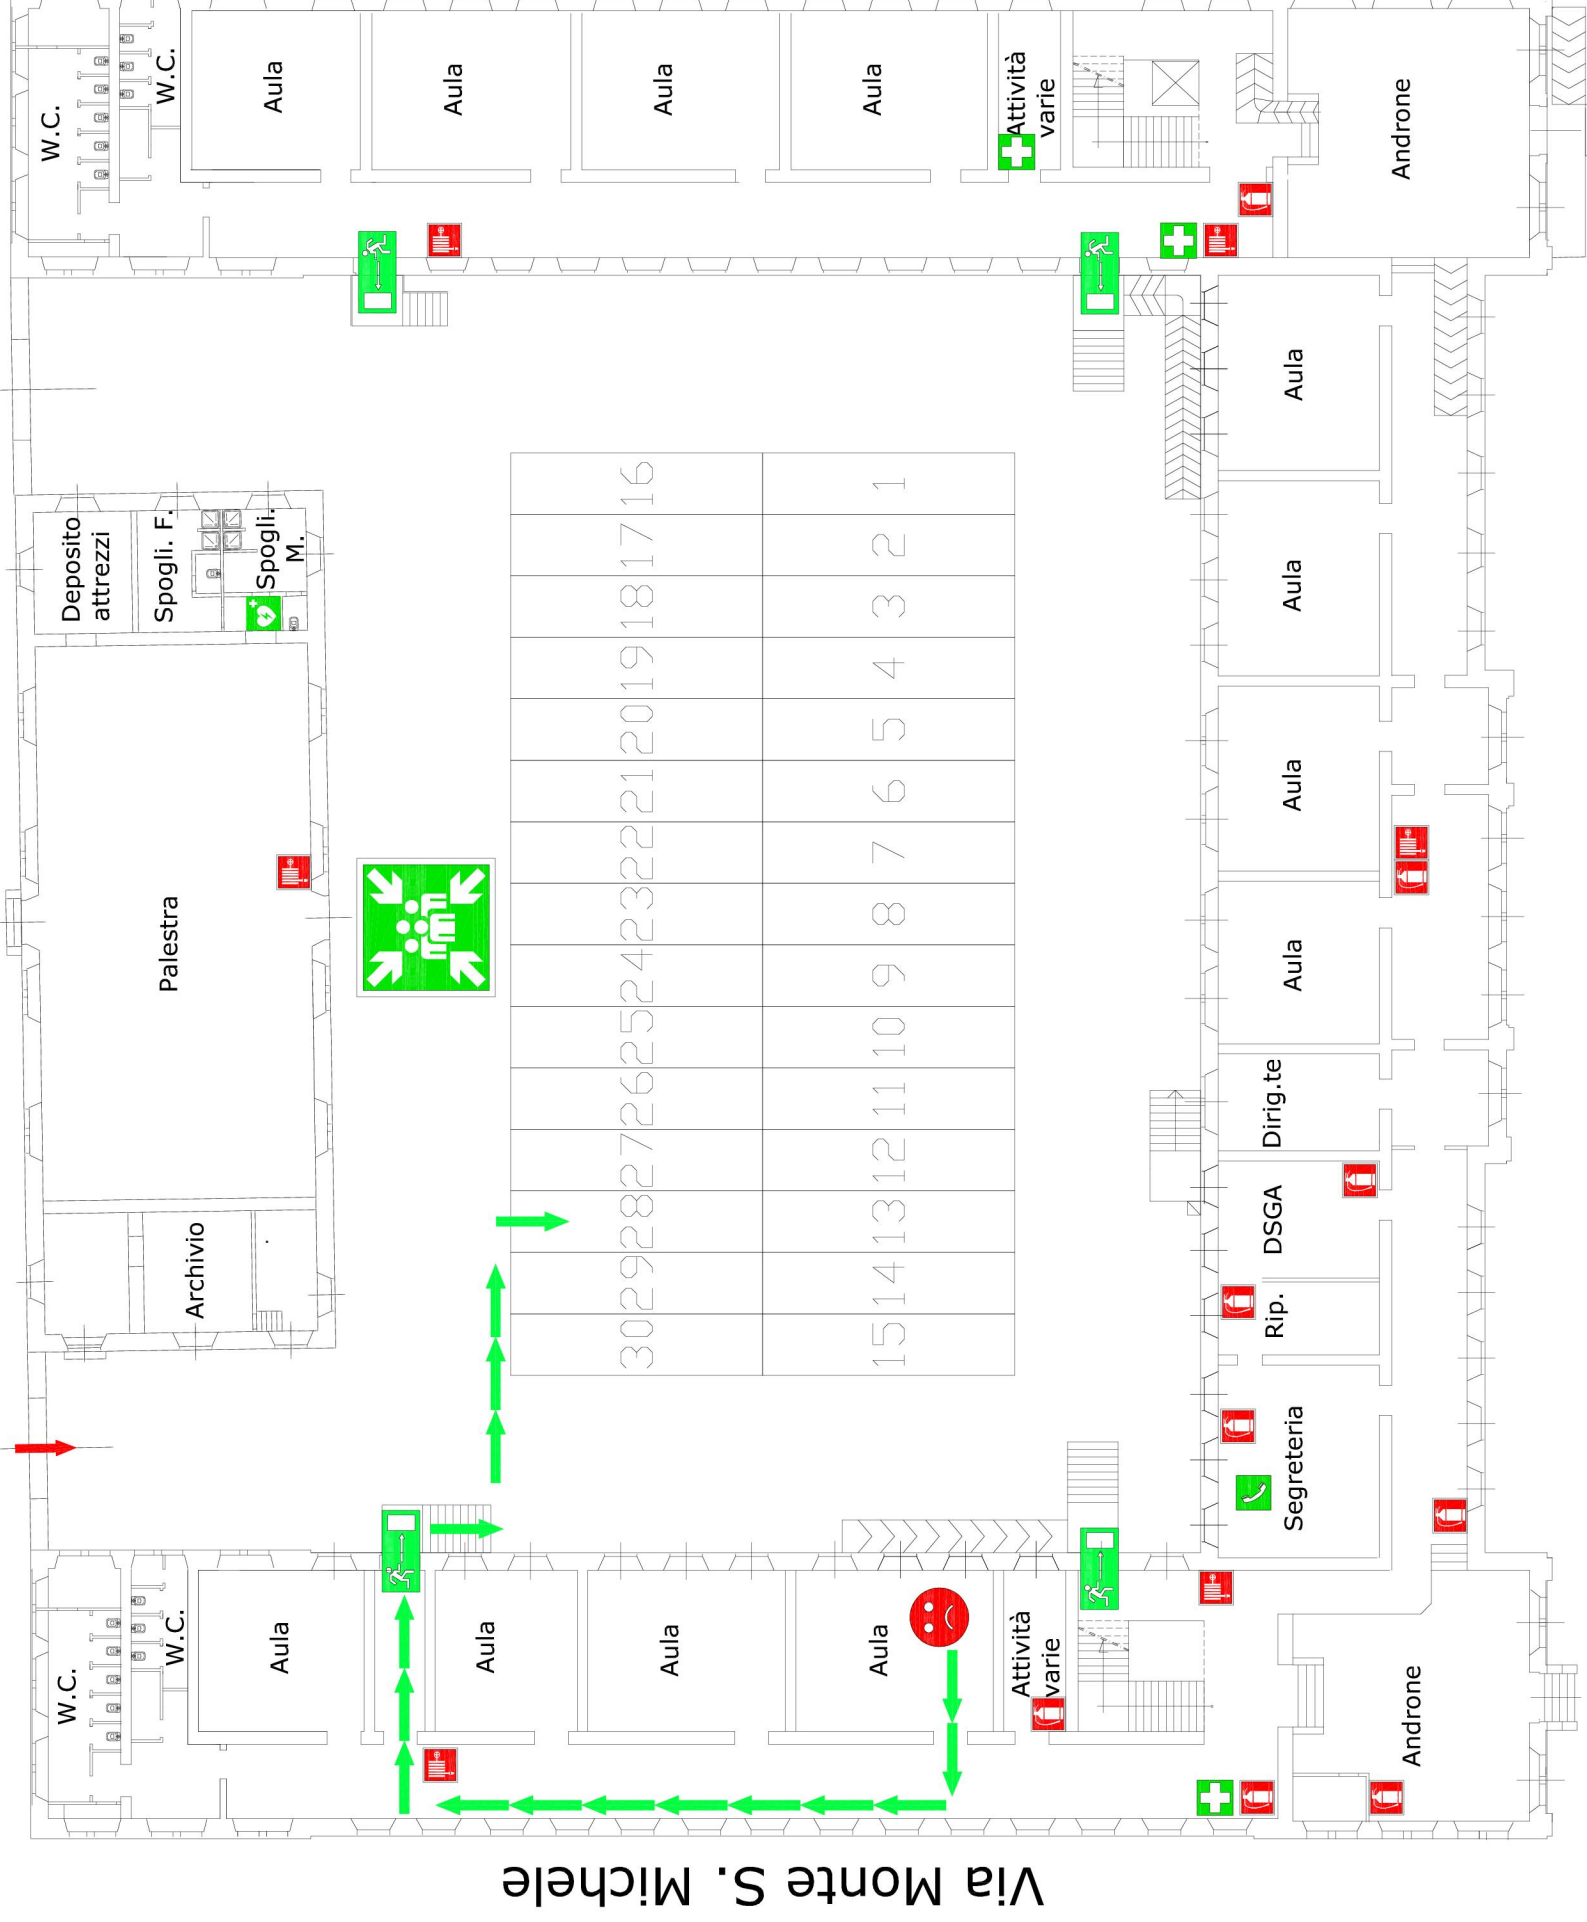 W.C.
W.C.
Aula
Aula
Aula
Aula
Attività
varie
Androne
Aula
Aula
Aula
Aula
Dirig.te
DSGA
Rip.
Segreteria
Deposito
attrezzi
Spogli. F.
Spogli.
M.
Palestra
Archivio
16
1
17
2
18
3
19
4
20
5
21
6
22
7
23
8
24
9
25
10
26
11
27
12
28
13
29
14
30
15
W.C.
W.C.
Aula
Aula
Aula
Aula
Attività
varie
Androne
Via Monte S. Michele